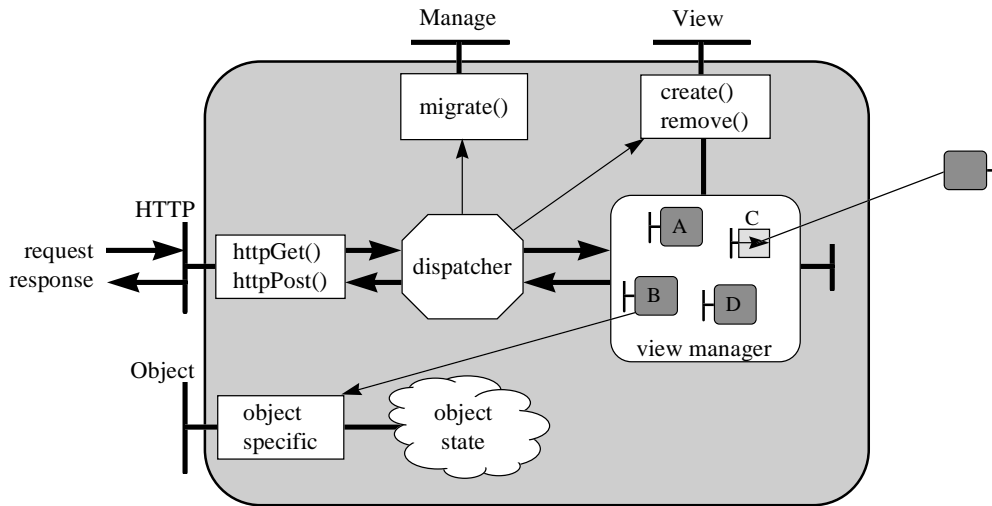 Manage
View
migrate()
create()
remove()
HTTP
request
response
httpGet()
httpPost()
dispatcher
A
C
B
D
view manager
Object
object
specific
object
state